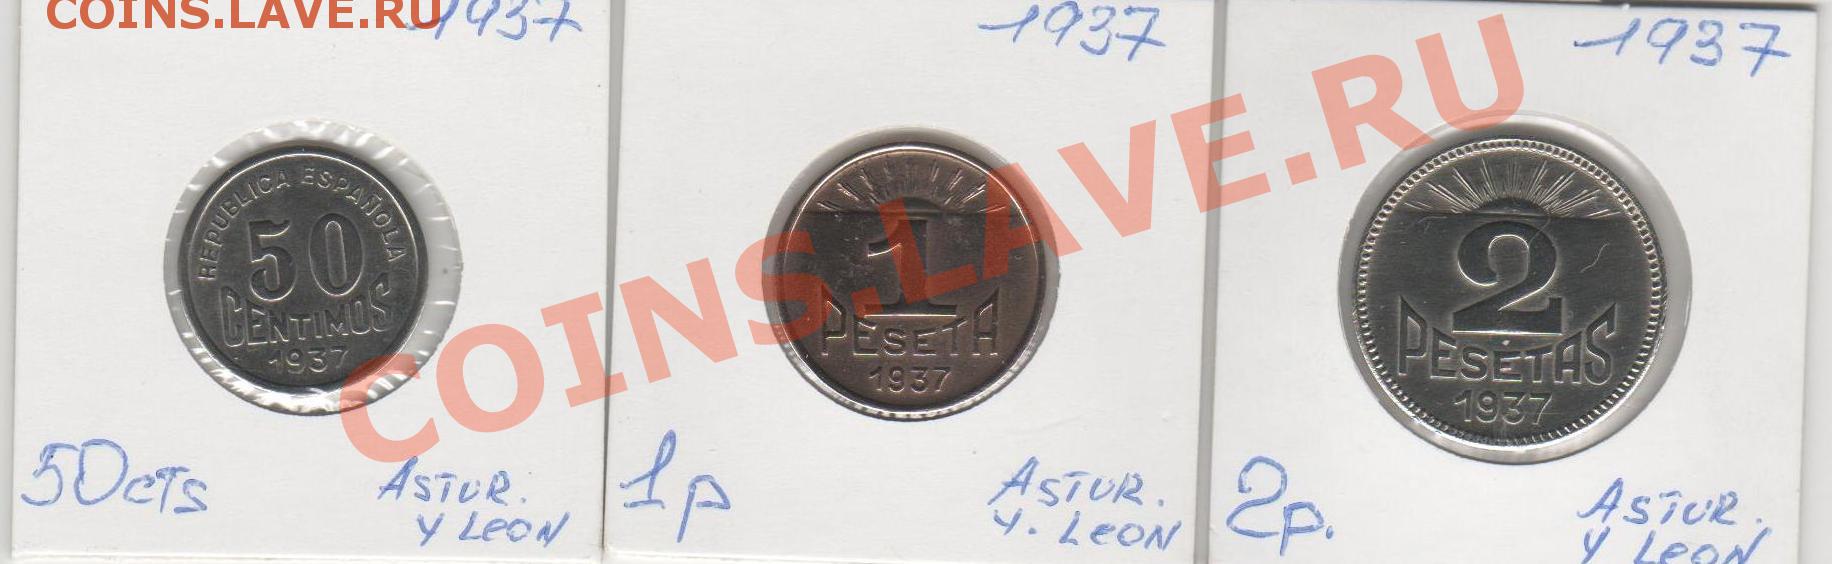 COINS.LAVE.RU
1937
REPUBLICA ESPAÑOLA
50
CENTIMOS
1937
50cts
ASTUR.
Y LEON
1937
1
PESETA
1937
1p
ASTUR.
Y. LEON
1937
2
PESETAS
1937
2p.
ASTUR.
Y LEON
COINS.LAVE.RU